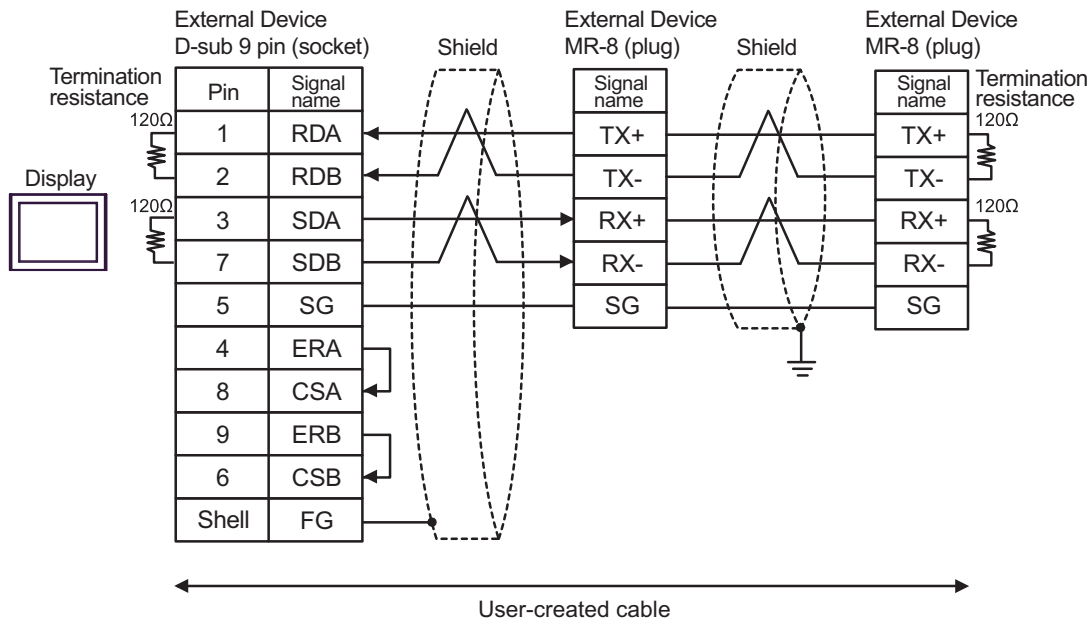 External Device
D-sub 9 pin (socket)
Shield
External Device
MR-8 (plug)
Shield
External Device
MR-8 (plug)
Termination
resistance
120Ω
120Ω
Display
Pin
Signal
name
1
RDA
2
RDB
3
SDA
7
SDB
5
SG
4
ERA
8
CSA
9
ERB
6
CSB
Shell
FG
Signal
name
TX+
TX-
RX+
RX-
SG
Signal
name
TX+
TX-
RX+
RX-
SG
Termination
resistance
120Ω
120Ω
User-created cable